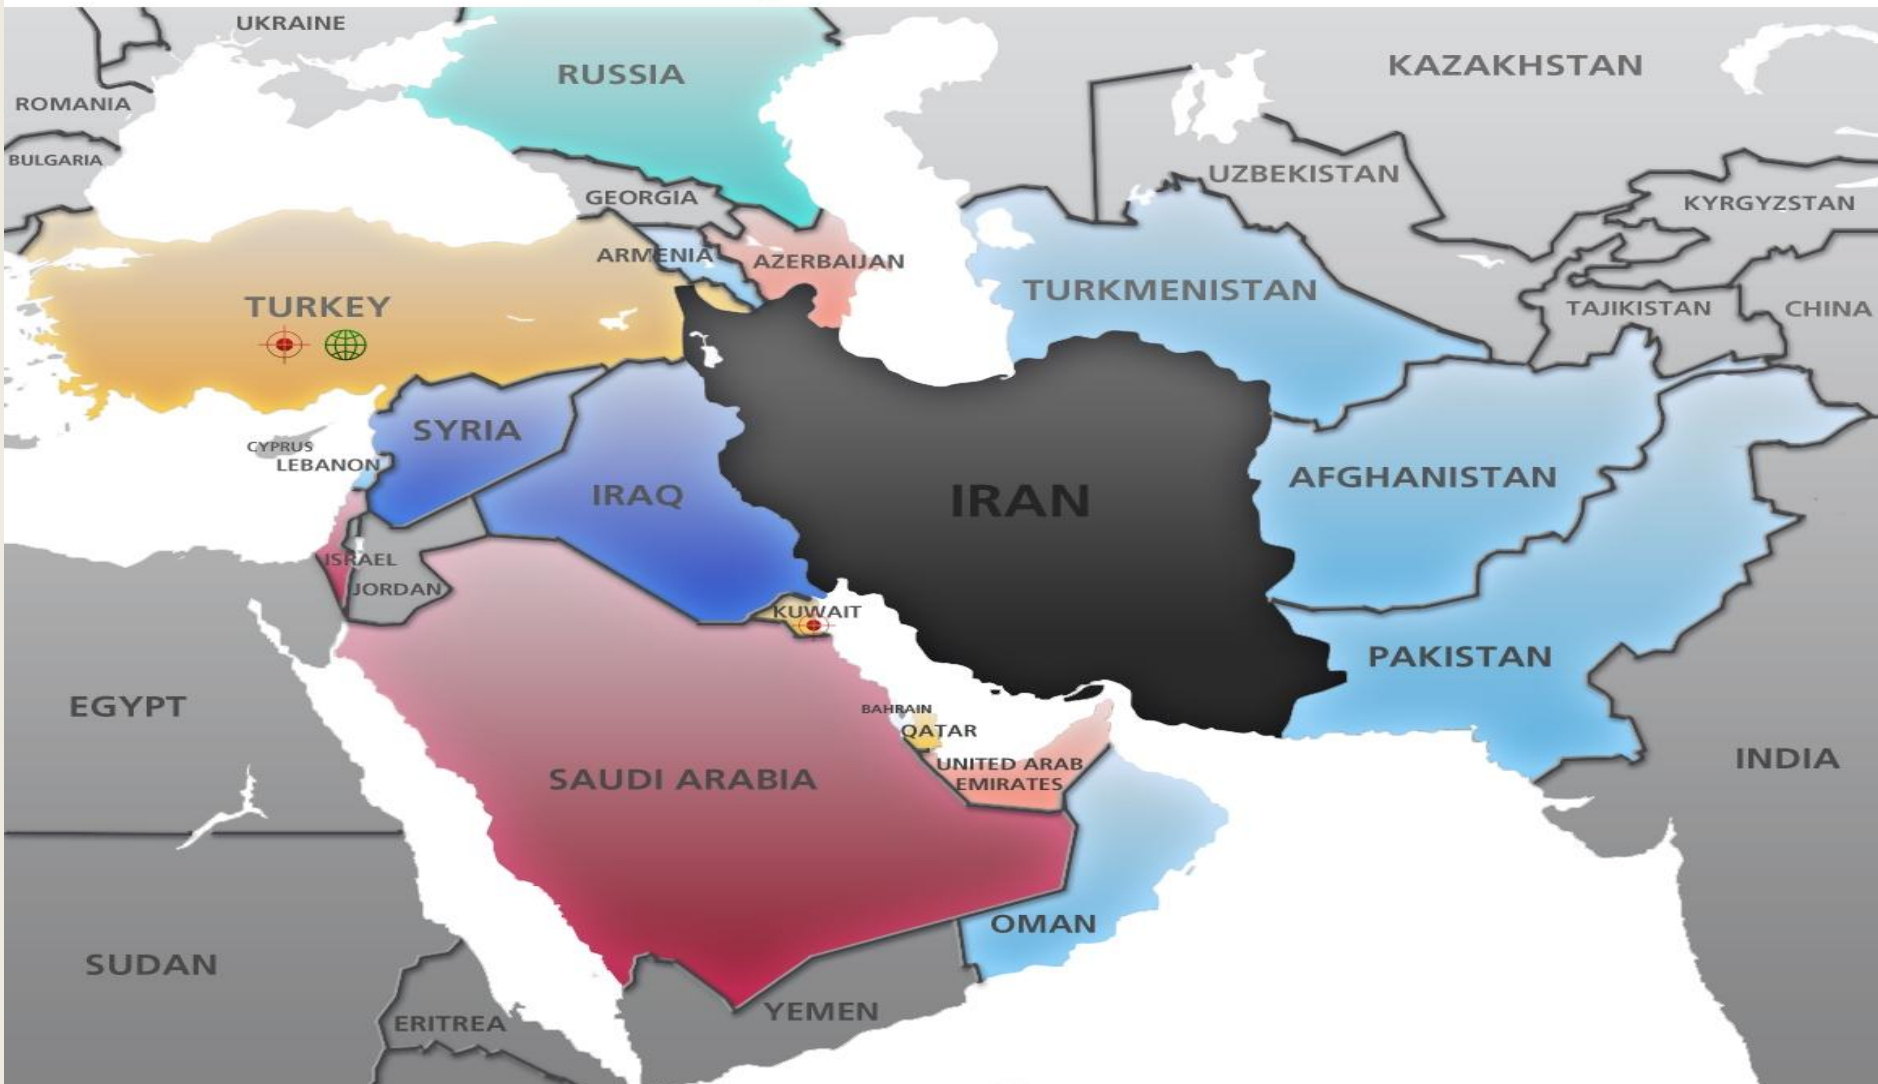 UKRAINE
RUSSIA
KAZAKHSTAN
ROMANIA
BULGARIA
UZBEKISTAN
GEORGIA
KYRGYZSTAN
ARMENIA
AZERBAIJAN
TURKEY
TURKMENISTAN
TAJIKISTAN
CHINA
SYRIA
CYPRUS
LEBANON
IRAQ
IRAN
AFGHANISTAN
ISRAEL
JORDAN
KUWAIT
PAKISTAN
EGYPT
BAHRAIN
QATAR
UNITED ARAB
EMIRATES
SAUDI ARABIA
INDIA
OMAN
SUDAN
YEMEN
ERITREA